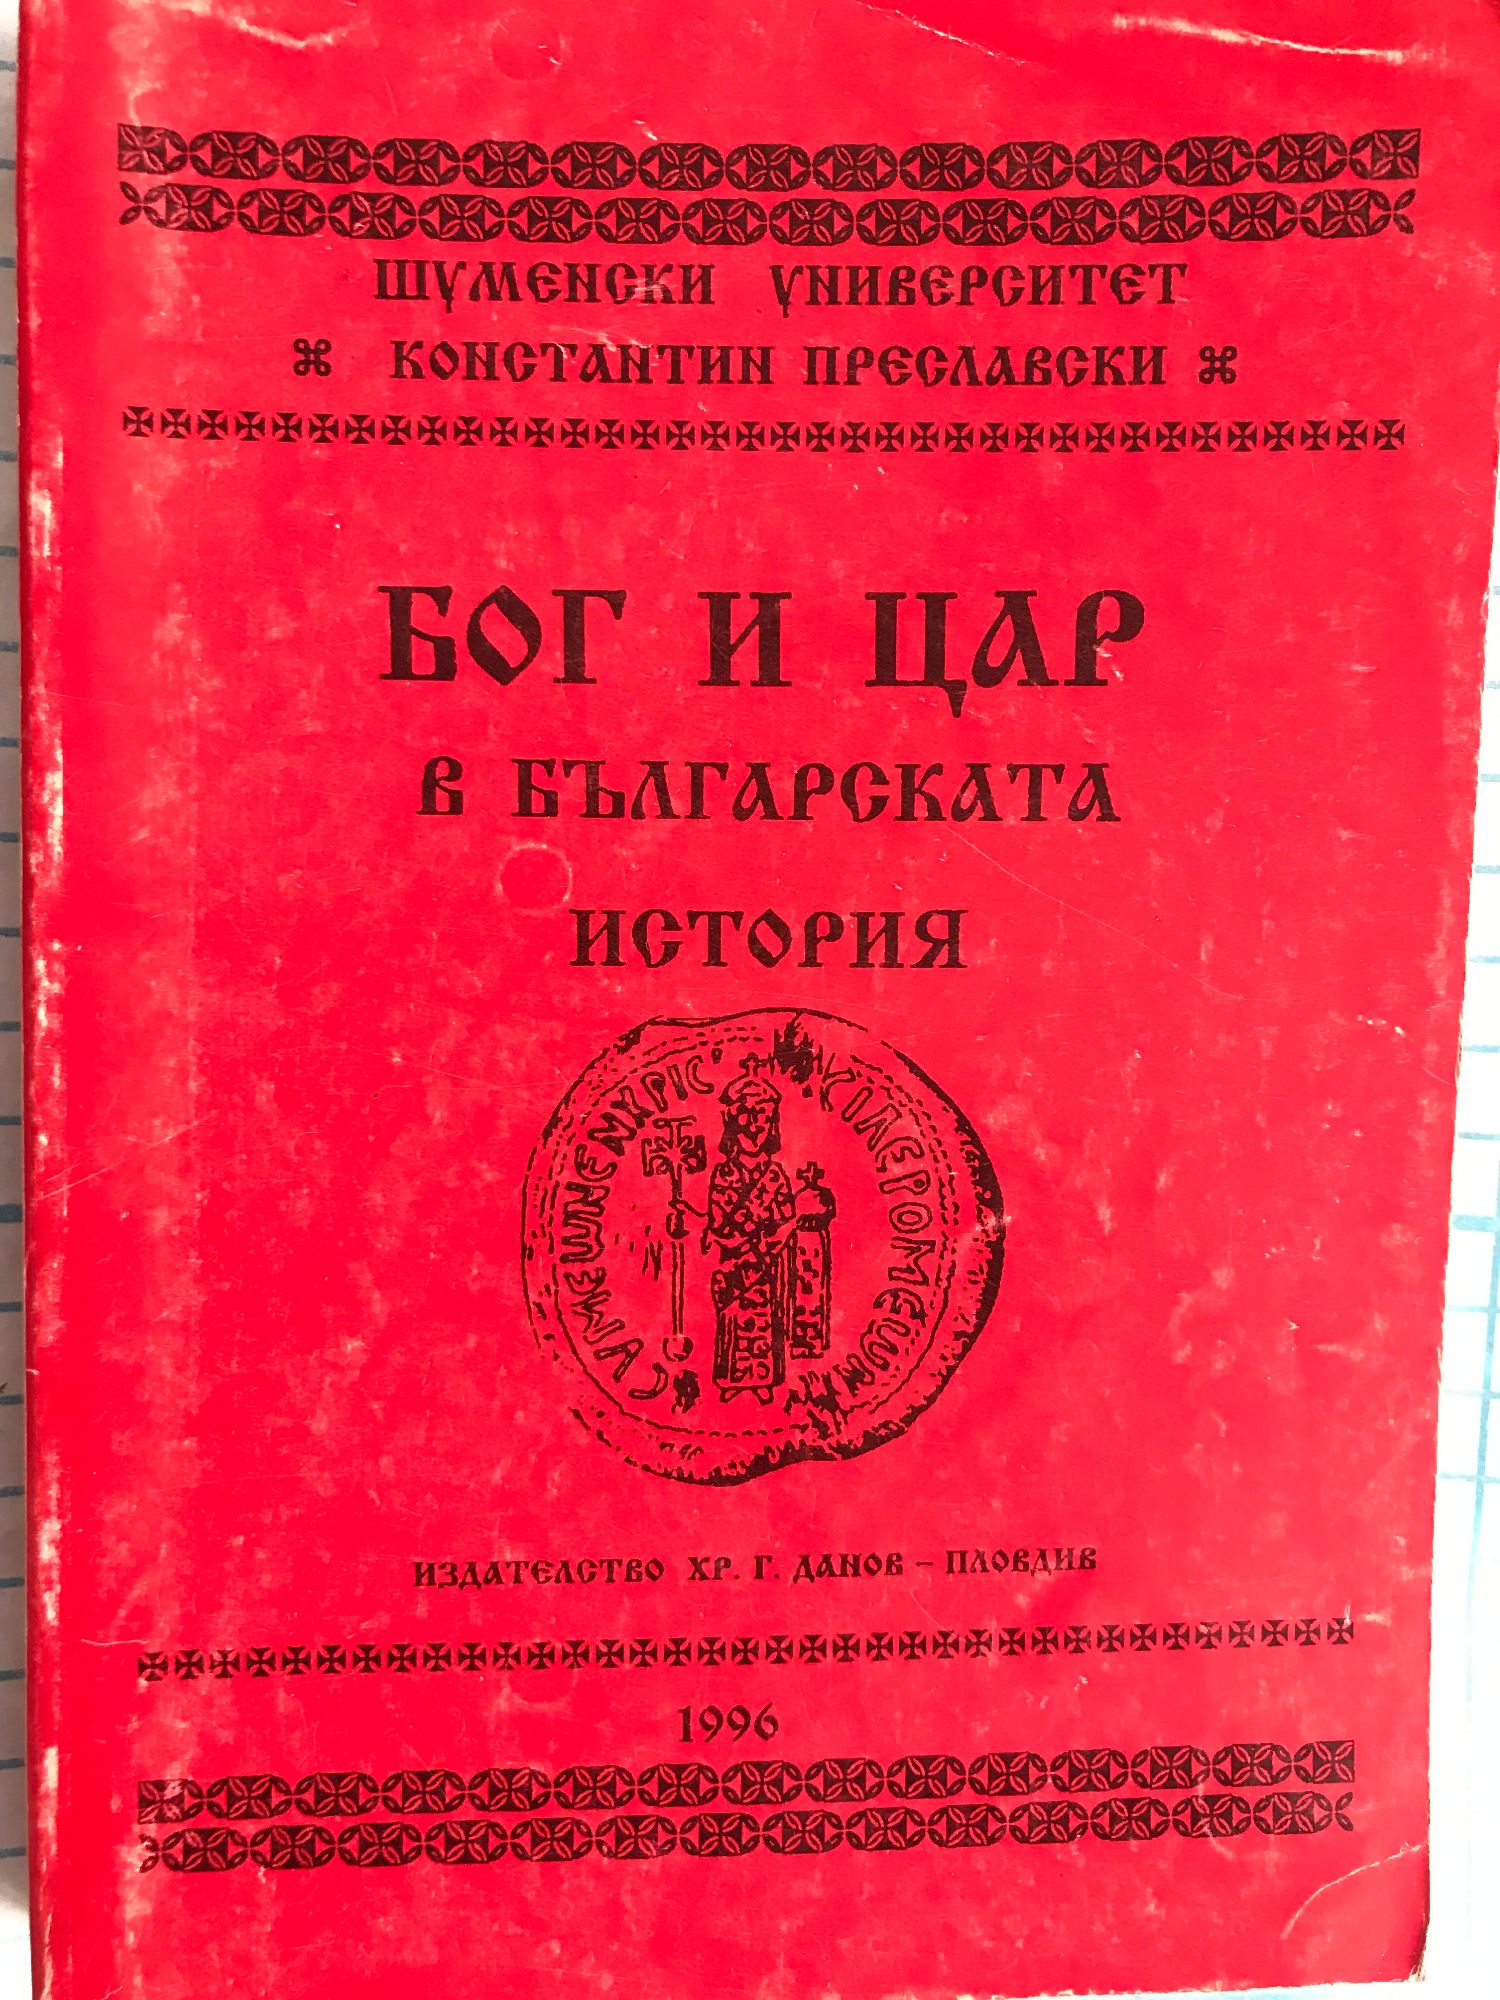 ШУМЕНСКИ УНИВЕРСИТЕТ
КОНСТАНТИН ПРЕСЛАВСКИ
БОГ И ЦАР
В БЪЛГАРСКАТА
ИСТОРИЯ
ИЗДАТЕЛСТВО ХР. Г. ДАНОВ – ПЛОВДИВ
1996